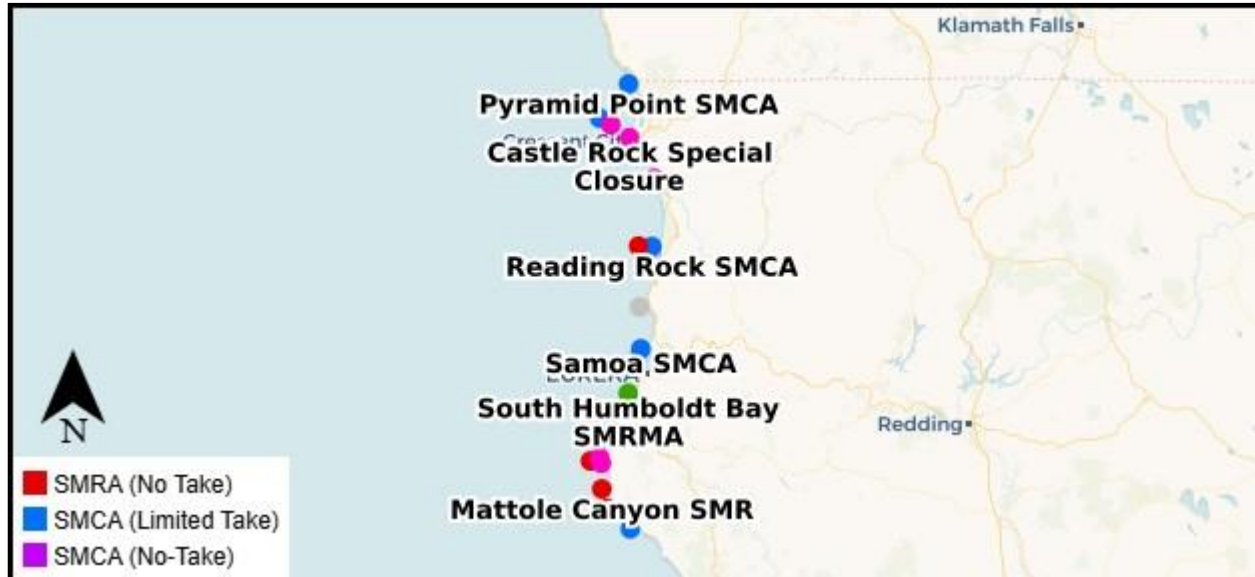 Klamath Falls
Pyramid Point SMCA
Castle Rock Special
Closure
Reading Rock SMCA
Samoa SMCA
South Humboldt Bay
SMRMA
Redding
Mattole Canyon SMR
N
SMRA (No Take)
SMCA (Limited Take)
SMCA (No-Take)